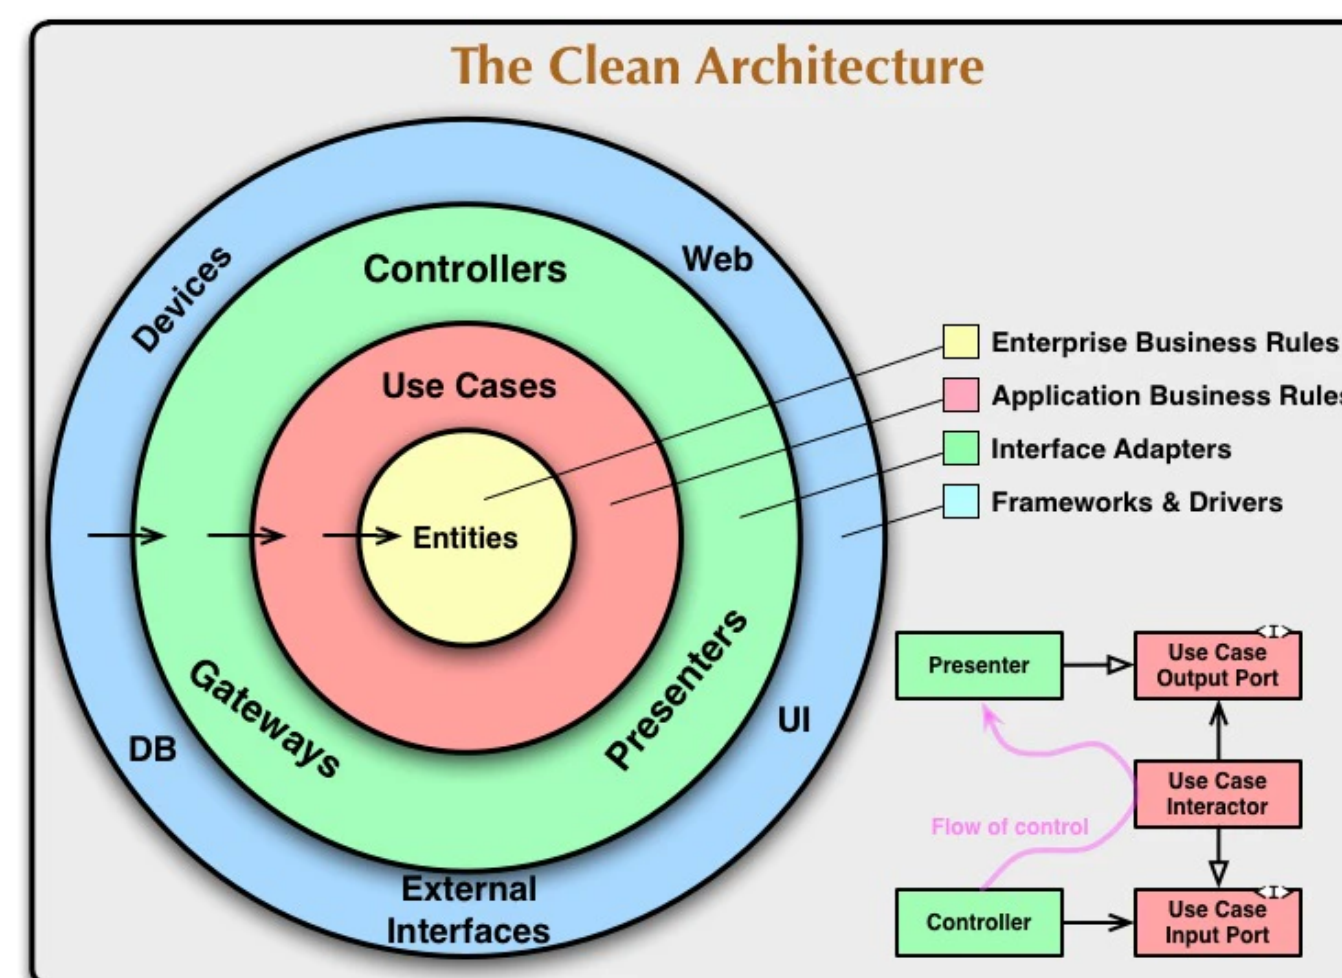 The Clean Architecture
Devices
Controllers
Web
Use Cases
Entities
Gateways
Presenters
DB
UI
External
Interfaces
Enterprise Business Rules
Application Business Rules
Interface Adapters
Frameworks & Drivers
Presenter
<I>
Use Case
Output Port
Use Case
Interactor
Flow of control
Controller
<I>
Use Case
Input Port